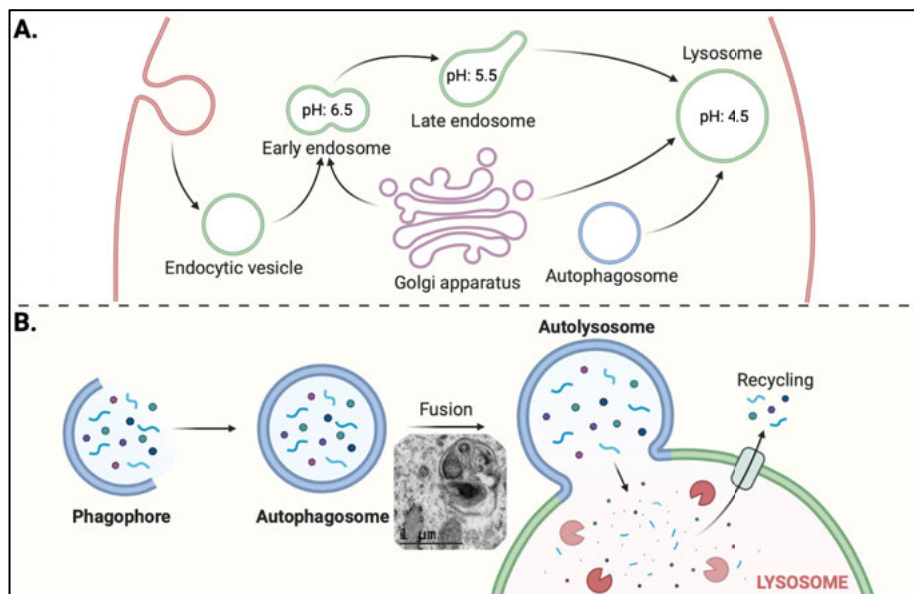 A.
pH: 6.5
Early endosome
pH: 5.5
Late endosome
Lysosome
pH: 4.5
Endocytic vesicle
Golgi apparatus
Autophagosome
B.
Phagophore
Autophagosome
Fusion
1 µm
Autolysosome
Recycling
LYSOSOME